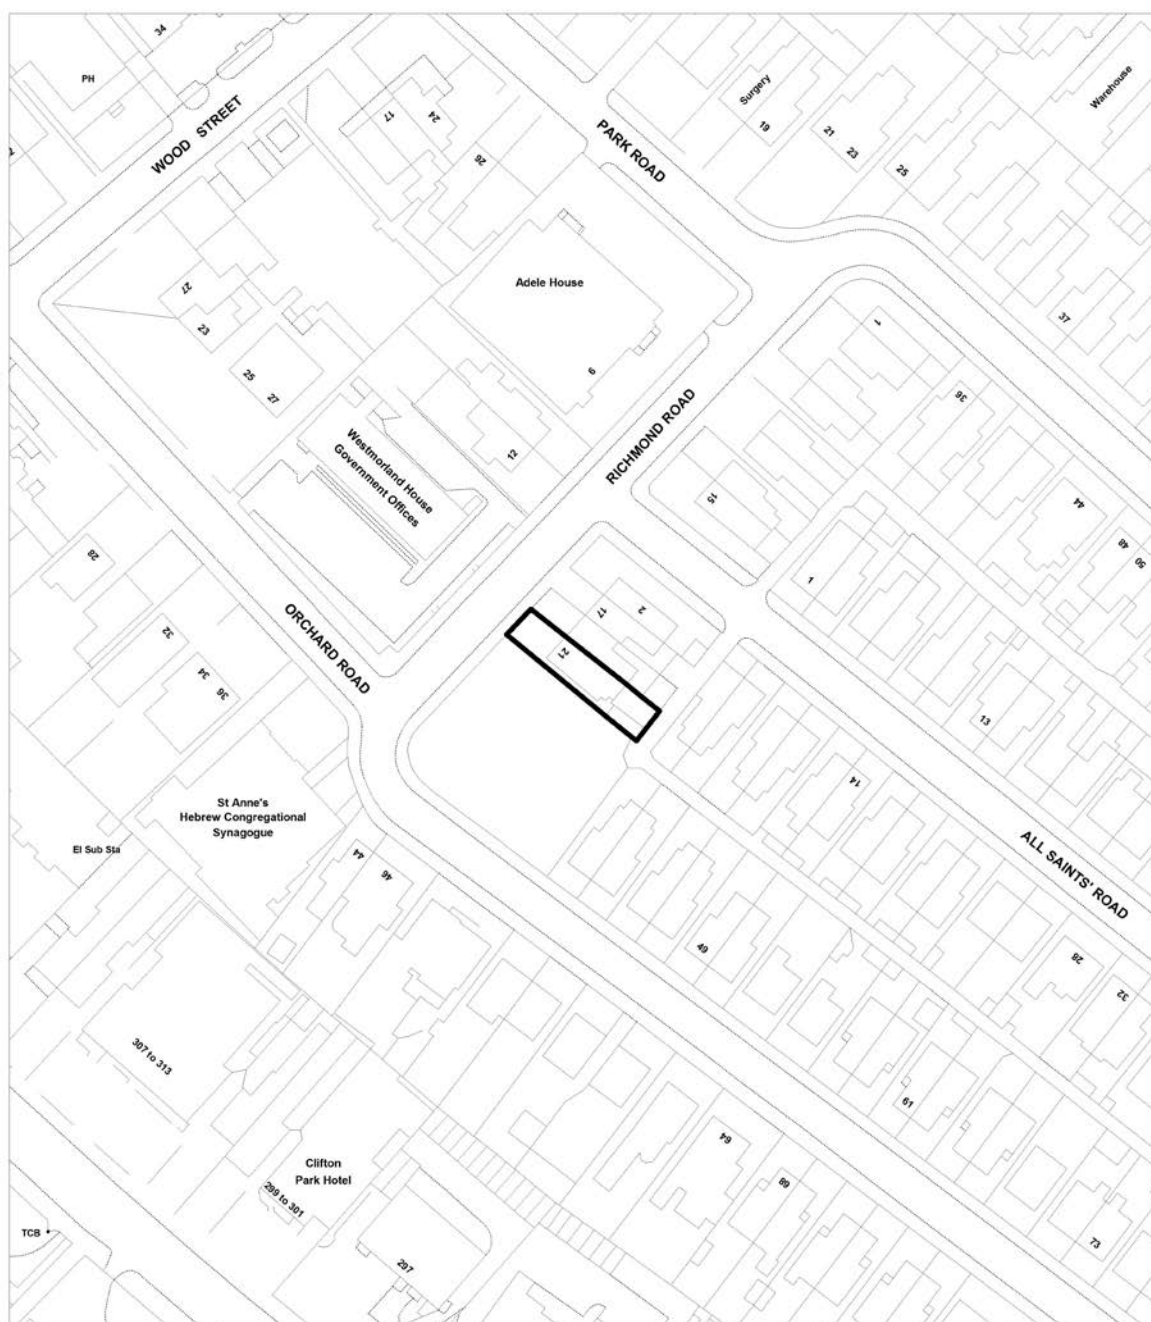 34
PH
WOOD STREET
17
24
26
PARK ROAD
Surgery
19
21
23
25
Warehouse
37
Adele House
27
23
25
27
6
12
Westmorland House
Government Offices
RICHMOND ROAD
1
36
44
48
50
15
1
13
28
32
34
36
ORCHARD ROAD
17
2
21
14
ALL SAINTS' ROAD
St Anne's
Hebrew Congregational
Synagogue
El Sub Sta
44
46
49
28
32
307 to 313
61
64
68
73
Clifton
Park Hotel
299 to 301
297
TCB